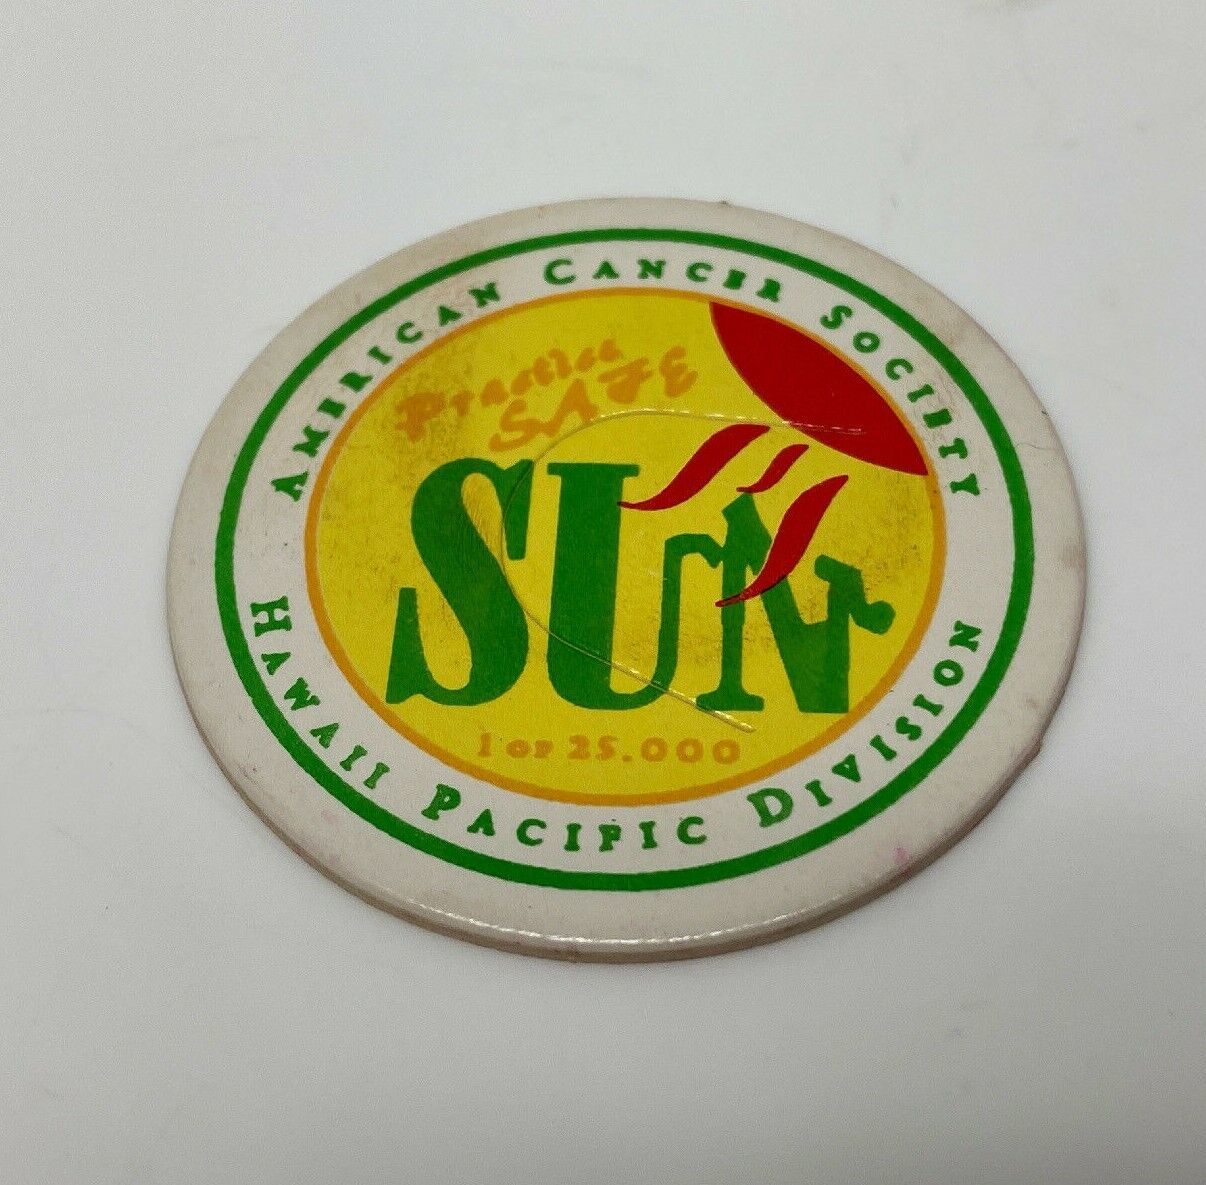 AMERICAN CANCER SOCIETY
Practice
SAFE
SUN
1 OF 25.000
HAWAII PACIFIC DIVISION